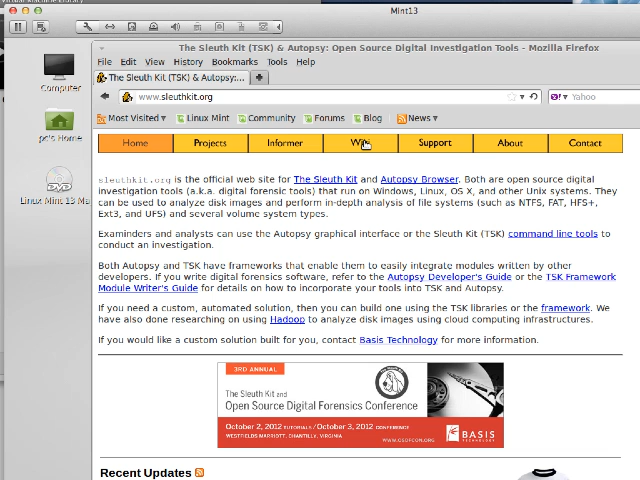 Mint13
The Sleuth Kit (TSK) & Autopsy: Open Source Digital Investigation Tools - Mozilla Firefox
File Edit View History Bookmarks Tools Help
The Sleuth Kit (TSK) & Autopsy:...
www.sleuthkit.org
Yahoo
Most Visited Linux Mint Community Forums Blog News
Home Projects Informer Wiki Support About Contact
Computer
pc's Home
Linux Mint 13 Ma
sleuthkit.org is the official web site for The Sleuth Kit and Autopsy Browser. Both are open source digital
investigation tools (a.k.a. digital forensic tools) that run on Windows, Linux, OS X, and other Unix systems. They
can be used to analyze disk images and perform in-depth analysis of file systems (such as NTFS, FAT, HFS+,
Ext3, and UFS) and several volume system types.
Examiners and analysts can use the Autopsy graphical interface or the Sleuth Kit (TSK) command line tools to
conduct an investigation.
Both Autopsy and TSK have frameworks that enable them to easily integrate modules written by other
developers. If you write digital forensics software, refer to the Autopsy Developer's Guide or the TSK Framework
Module Writer's Guide for details on how to incorporate your tools into TSK and Autopsy.
If you need a custom, automated solution, then you can build one using the TSK libraries or the framework. We
have also done researching on using Hadoop to analyze disk images using cloud computing infrastructures.
If you would like a custom solution built for you, contact Basis Technology for more information.
3RD ANNUAL
The Sleuth Kit and
Open Source Digital Forensics Conference
October 2, 2012 TUTORIALS / October 3, 2012 CONFERENCE
WESTFIELDS MARRIOTT, CHANTILLY, VIRGINIA
WWW.OSDFCON.ORG
BASIS
TECHNOLOGY
Recent Updates